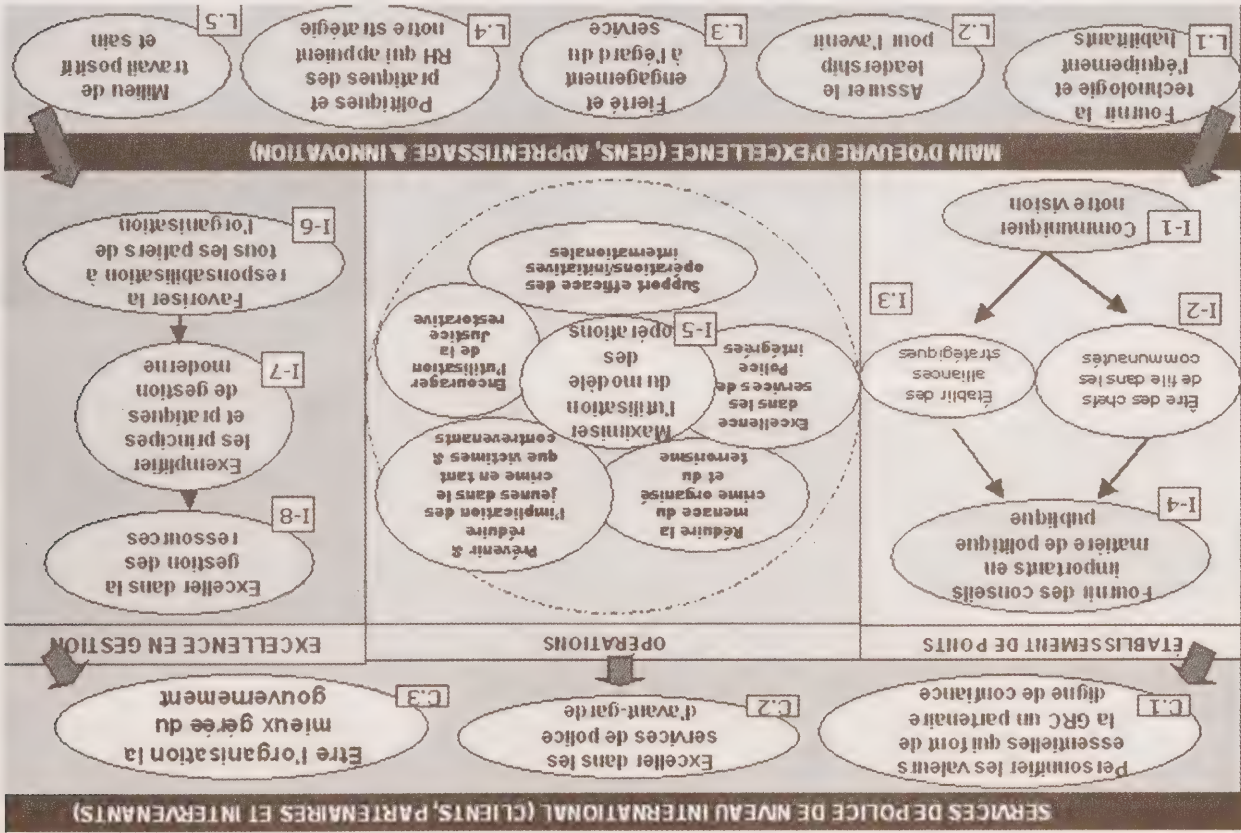 SERVICES DE POLICE DE NIVEAU INTERNATIONAL (CLIENTS, PARTENAIRES ET INTERVENANTS)
C.1
Personnifier les valeurs
essentielles qui font de
la GRC un partenaire
digne de confiance
C.2
Exceller dans les
services de police
d'avant-garde
C.3
Etre l'organisation la
mieux gérée du
gouvernement
ÉTABLISSEMENT DE PONTS
OPERATIONS
EXCELLENCE EN GESTION
I-4
Fournir des conseils
importants en
matière de politique
publique
I-2
Être des chefs
de file dans les
communautés
I.3
Établir des
alliances
stratégiques
I-1
Communiquer
notre vision
Réduire la
menace du
crime organisé
et du
terrorisme
Prévenir &
réduire
l'implication des
jeunes dans le
crime en tant
que victimes &
contrevenants
Excellence
dans les
services de
Police
intégrées
I-5
Maximiser
l'utilisation
du modèle
des
opérations
Encourager
l'utilisation
de la
Justice
restorative
Support efficace des
opérations/initiatives
internationales
I-8
Exceller dans la
gestion des
ressources
I-7
Exemplifier
les principes
et pratiques
de gestion
moderne
I-6
Favoriser la
responsabilisation à
tous les paliers de
l'organisation
MAIN D'OEUVRE D'EXCELLENCE (GENS, APPRENTISSAGE & INNOVATION)
L.1
Fournir la
technologie et
l'équipement
habilitants
L.2
Assurer le
leadership
pour l'avenir
L.3
Fierté et
engagement
à l'égard du
service
L.4
Politiques et
pratiques des
RH qui appuient
notre stratégie
L.5
Milieu de
travail positif
et sain